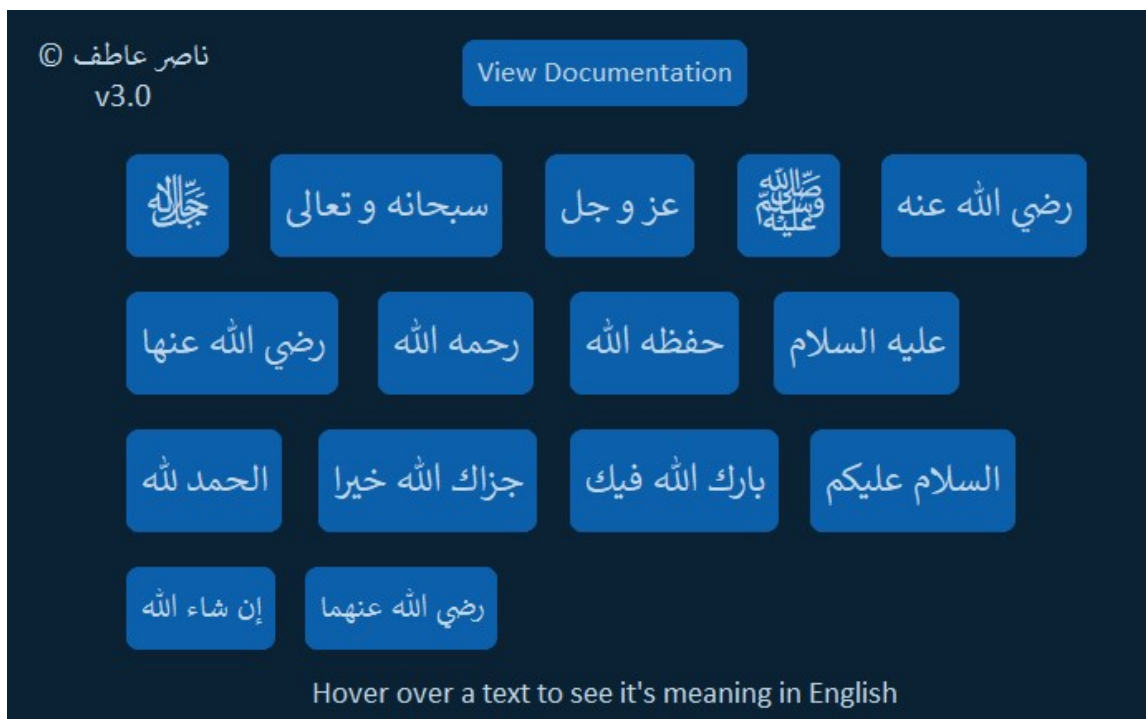 ناصر عاطف ©
v3.0
View Documentation
ﷻ
سبحانه و تعالى
عز و جل
ﷺ
رضي الله عنه
رضي الله عنها
رحمه الله
حفظه الله
عليه السلام
الحمد لله
جزاك الله خيرا
بارك الله فيك
السلام عليكم
إن شاء الله
رضي الله عنهما
Hover over a text to see it's meaning in English